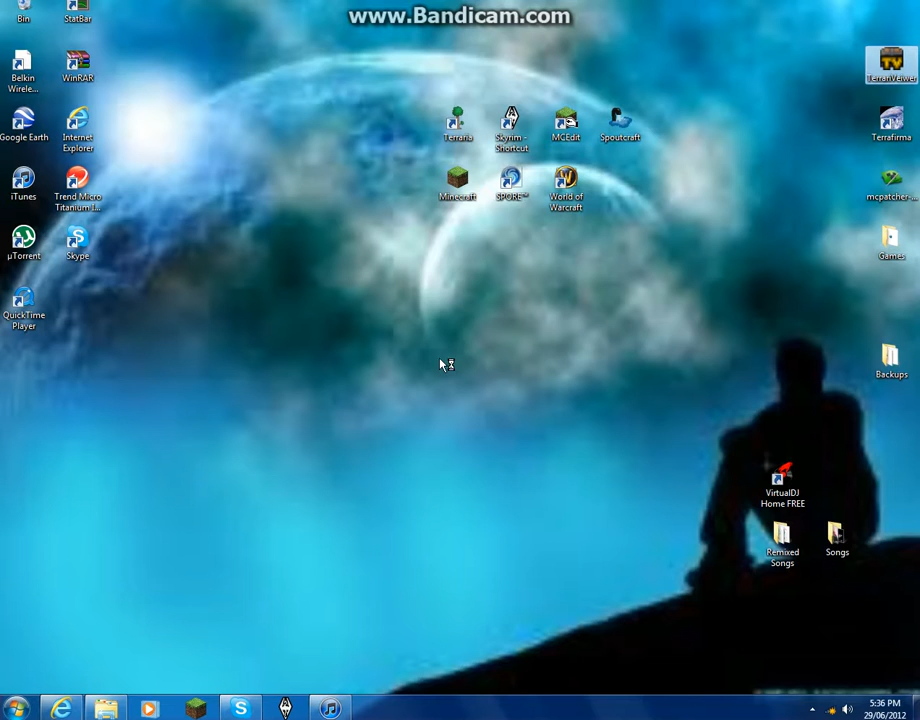 www.Bandicam.com
Bin
StatBar
Belkin
Wirele...
WinRAR
TerranVeiwer
Google Earth
Internet
Explorer
Terraria
Skyrim -
Shortcut
MCEdit
Spoutcraft
Terrafirma
iTunes
Trend Micro
Titanium I...
Minecraft
SPORE™
World of
Warcraft
mcpatcher-...
µTorrent
Skype
Games
QuickTime
Player
Backups
VirtualDJ
Home FREE
Remixed
Songs
Songs
5:36 PM
29/06/2012